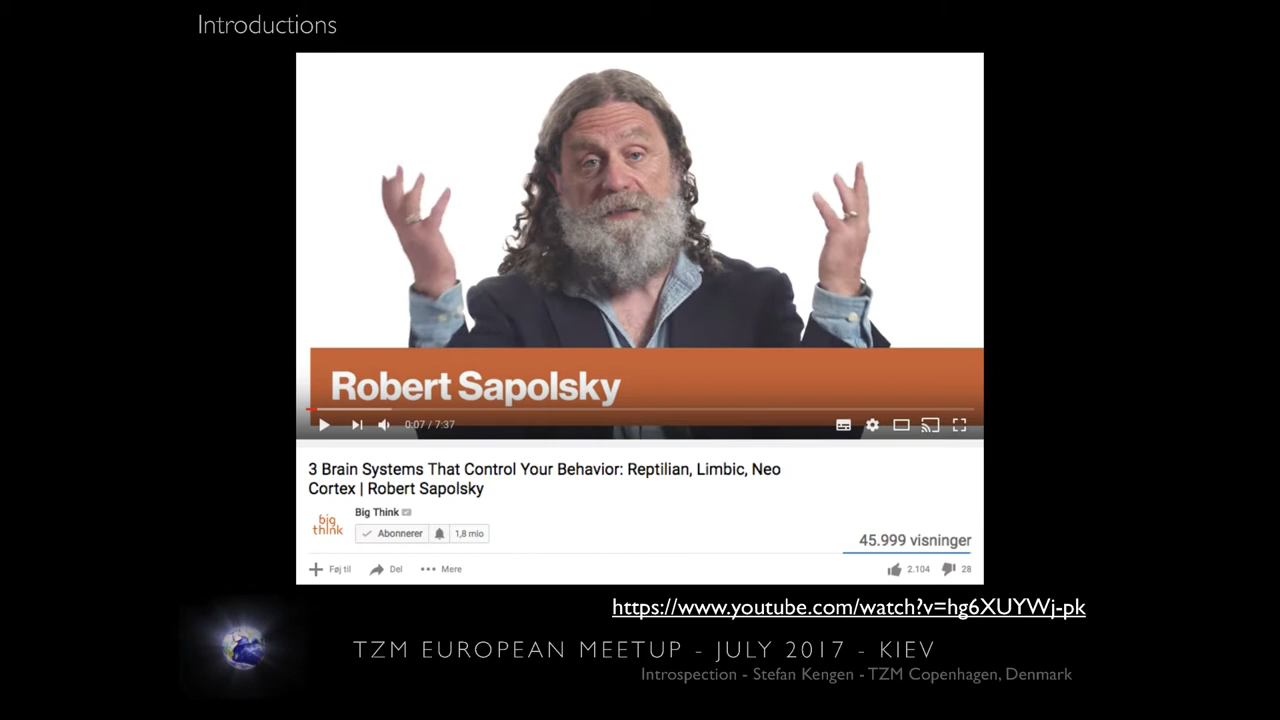 Introductions
Robert Sapolsky
0:07 / 7:37
3 Brain Systems That Control Your Behavior: Reptilian, Limbic, Neo
Cortex | Robert Sapolsky
big
think
Big Think
Abonnerer
1,8 mio
45.999 visninger
Føj til
Del
Mere
2.104
28
https://www.youtube.com/watch?v=hg6XUYWj-pk
TZM EUROPEAN MEETUP - JULY 2017 - KIEV
Introspection - Stefan Kengen - TZM Copenhagen, Denmark